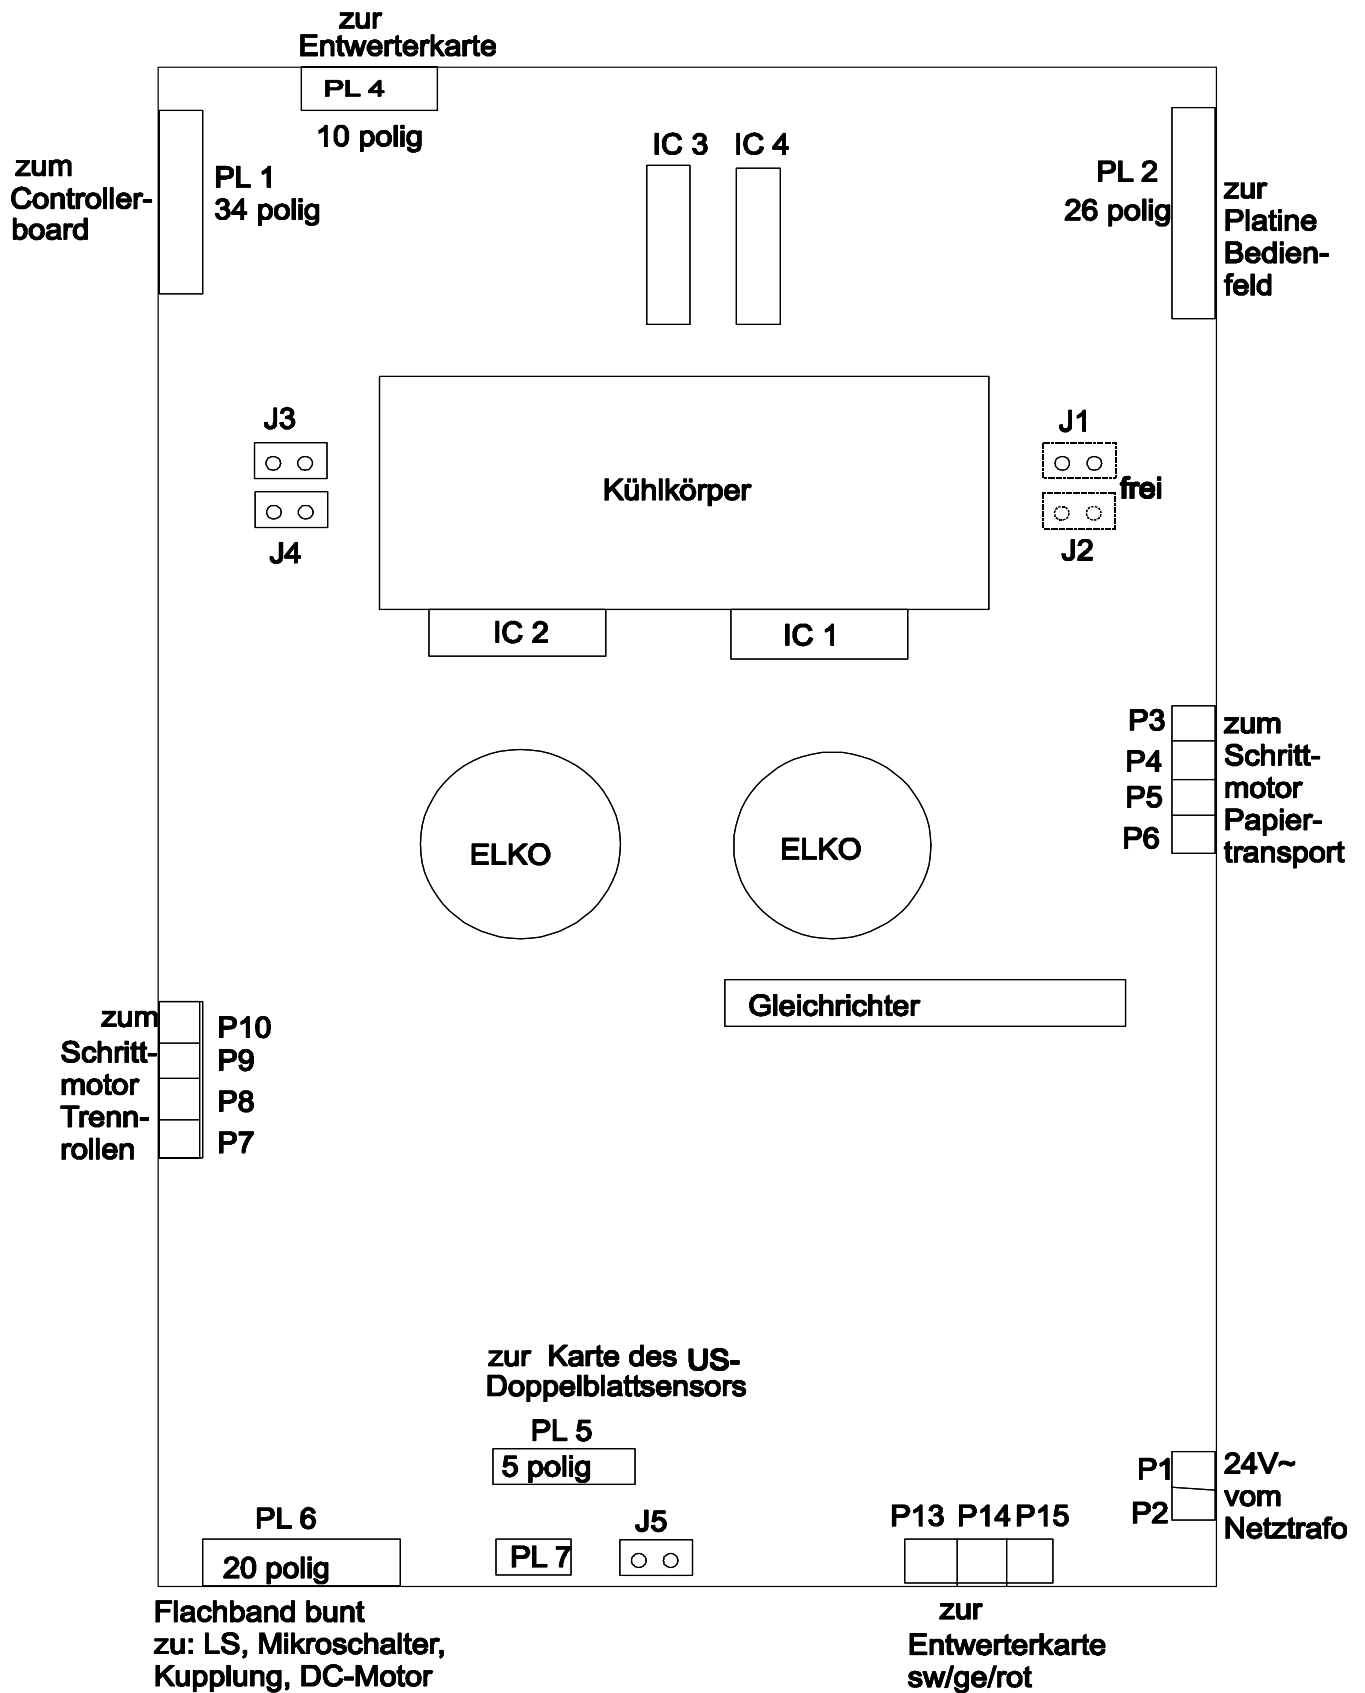 zur
Entwerterkarte
PL 4
10 polig
zum
Controller-
board
PL 1
34 polig
IC 3
IC 4
PL 2
26 polig
zur
Platine
Bedien-
feld
J3
J4
Kühlkörper
J1
frei
J2
IC 2
IC 1
P3
P4
P5
P6
zum
Schritt-
motor
Papier-
transport
ELKO
ELKO
Gleichrichter
zum
Schritt-
motor
Trenn-
rollen
P10
P9
P8
P7
zur Karte des US-
Doppelblattsensors
PL 5
5 polig
P1
P2
24V~
vom
Netztrafo
PL 6
20 polig
PL 7
J5
P13 P14 P15
Flachband bunt
zu: LS, Mikroschalter,
Kupplung, DC-Motor
zur
Entwerterkarte
sw/ge/rot